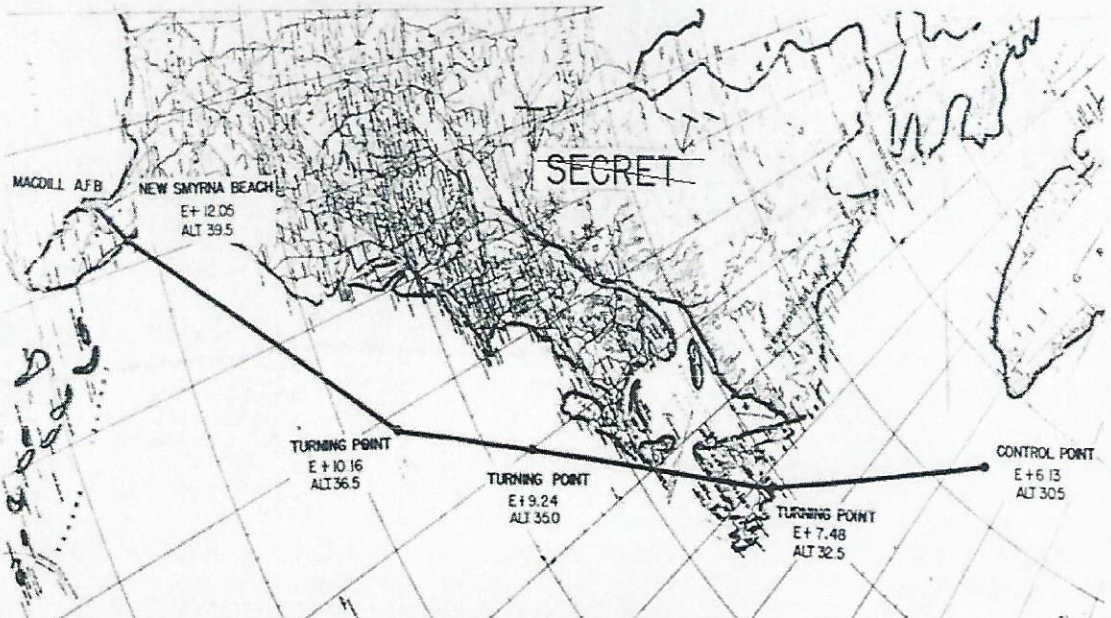 SECRET
MACDILL AFB
NEW SMYRNA BEACH
E+12.05
ALT 39.5
TURNING POINT
E+10.16
ALT 36.5
TURNING POINT
E+9.24
ALT 35.0
TURNING POINT
E+7.48
ALT 32.5
CONTROL POINT
E+6.13
ALT 30.5